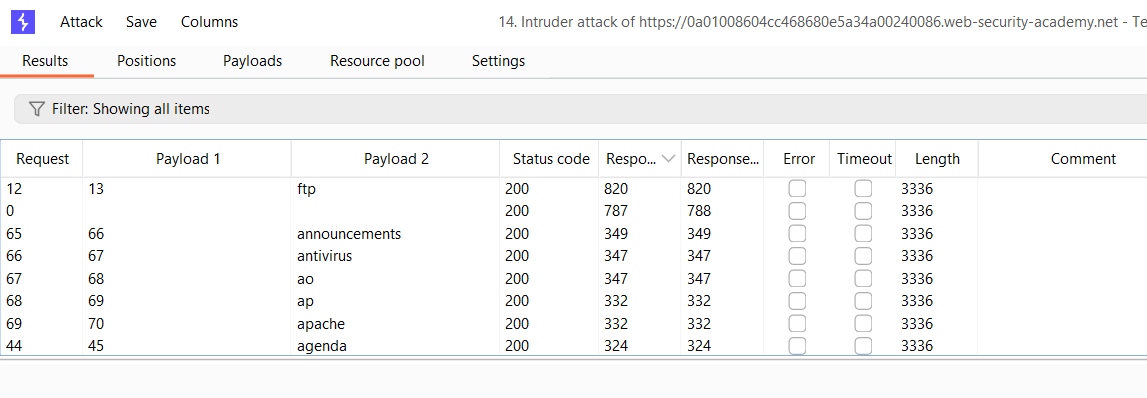 Attack Save Columns 14. Intruder attack of https://0a01008604cc468680e5a34a00240086.web-security-academy.net - Te
Results Positions Payloads Resource pool Settings
Filter: Showing all items
Request Payload 1 Payload 2 Status code Respo... Response... Error Timeout Length Comment
12 13 ftp 200 820 820 3336
0 200 787 788 3336
65 66 announcements 200 349 349 3336
66 67 antivirus 200 347 347 3336
67 68 ao 200 347 347 3336
68 69 ap 200 332 332 3336
69 70 apache 200 332 332 3336
44 45 agenda 200 324 324 3336